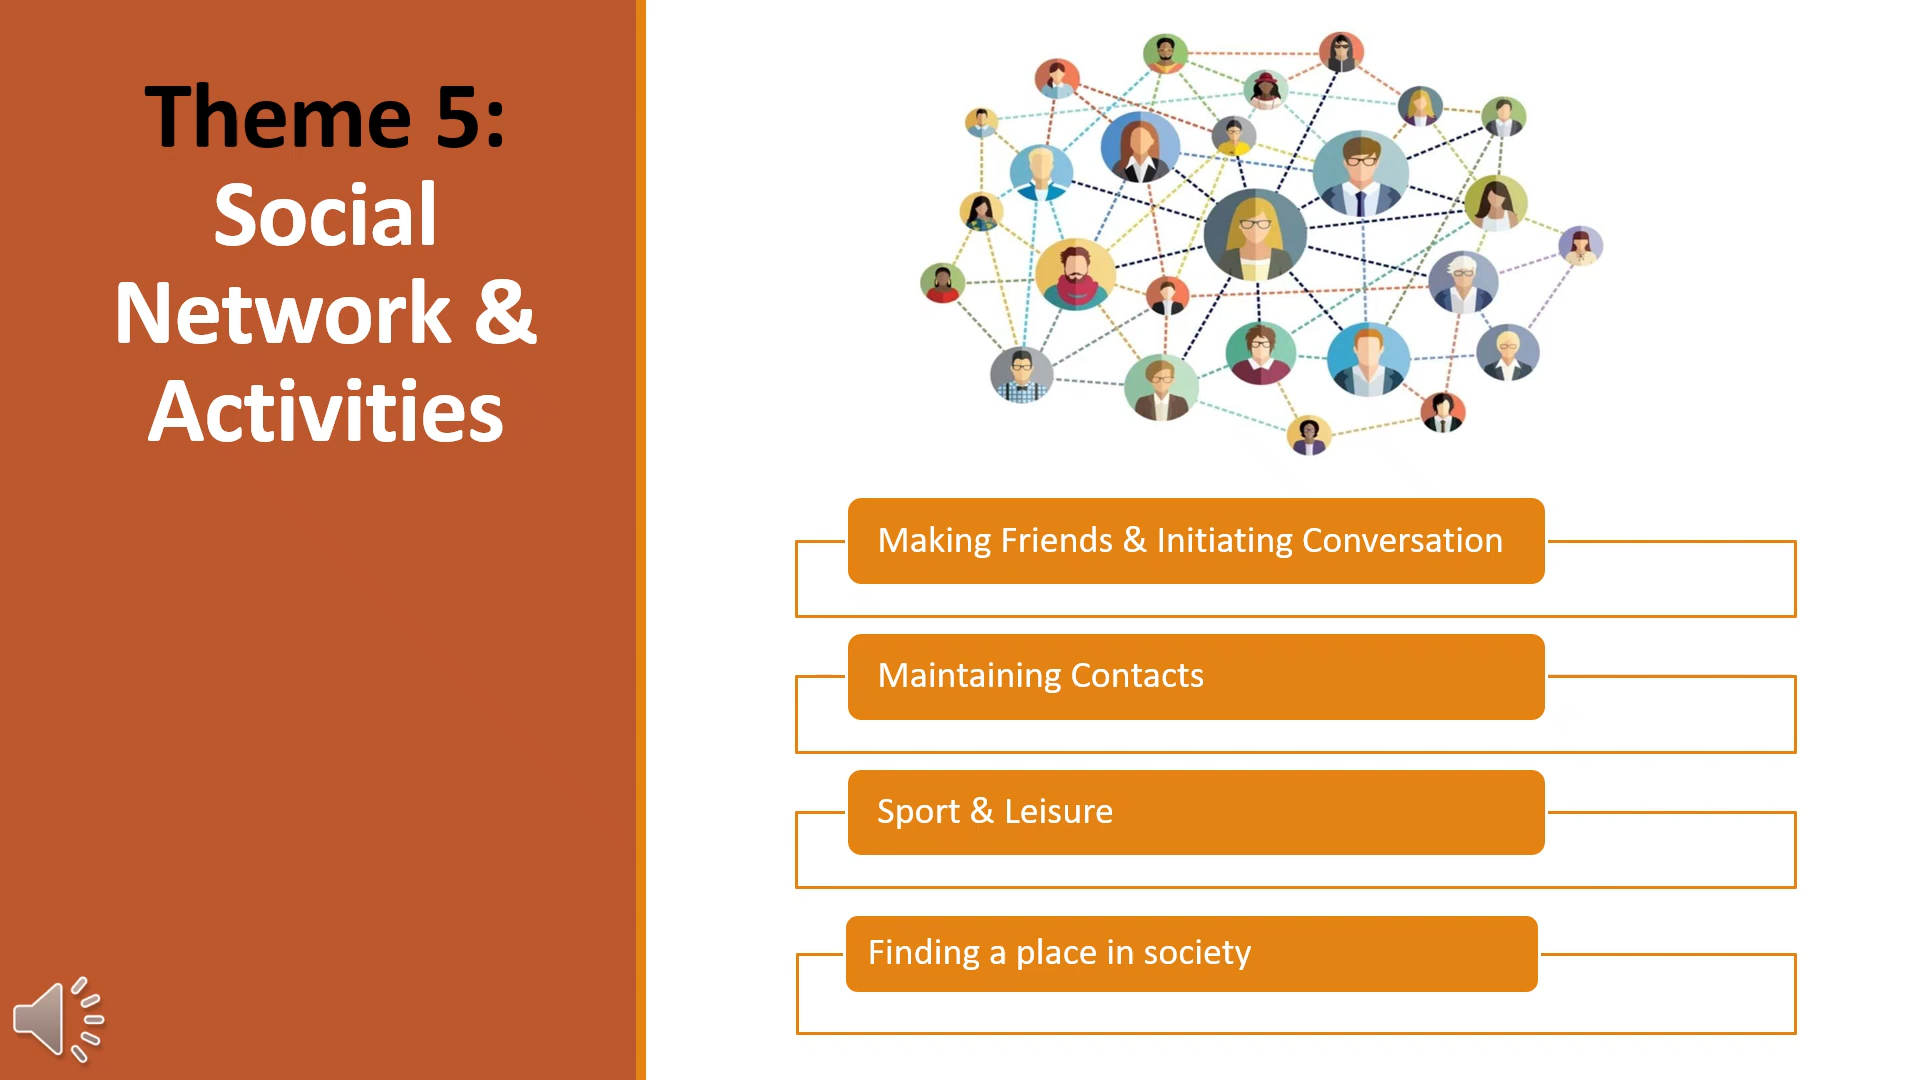 Theme 5:
Social
Network &
Activities
Making Friends & Initiating Conversation
Maintaining Contacts
Sport & Leisure
Finding a place in society